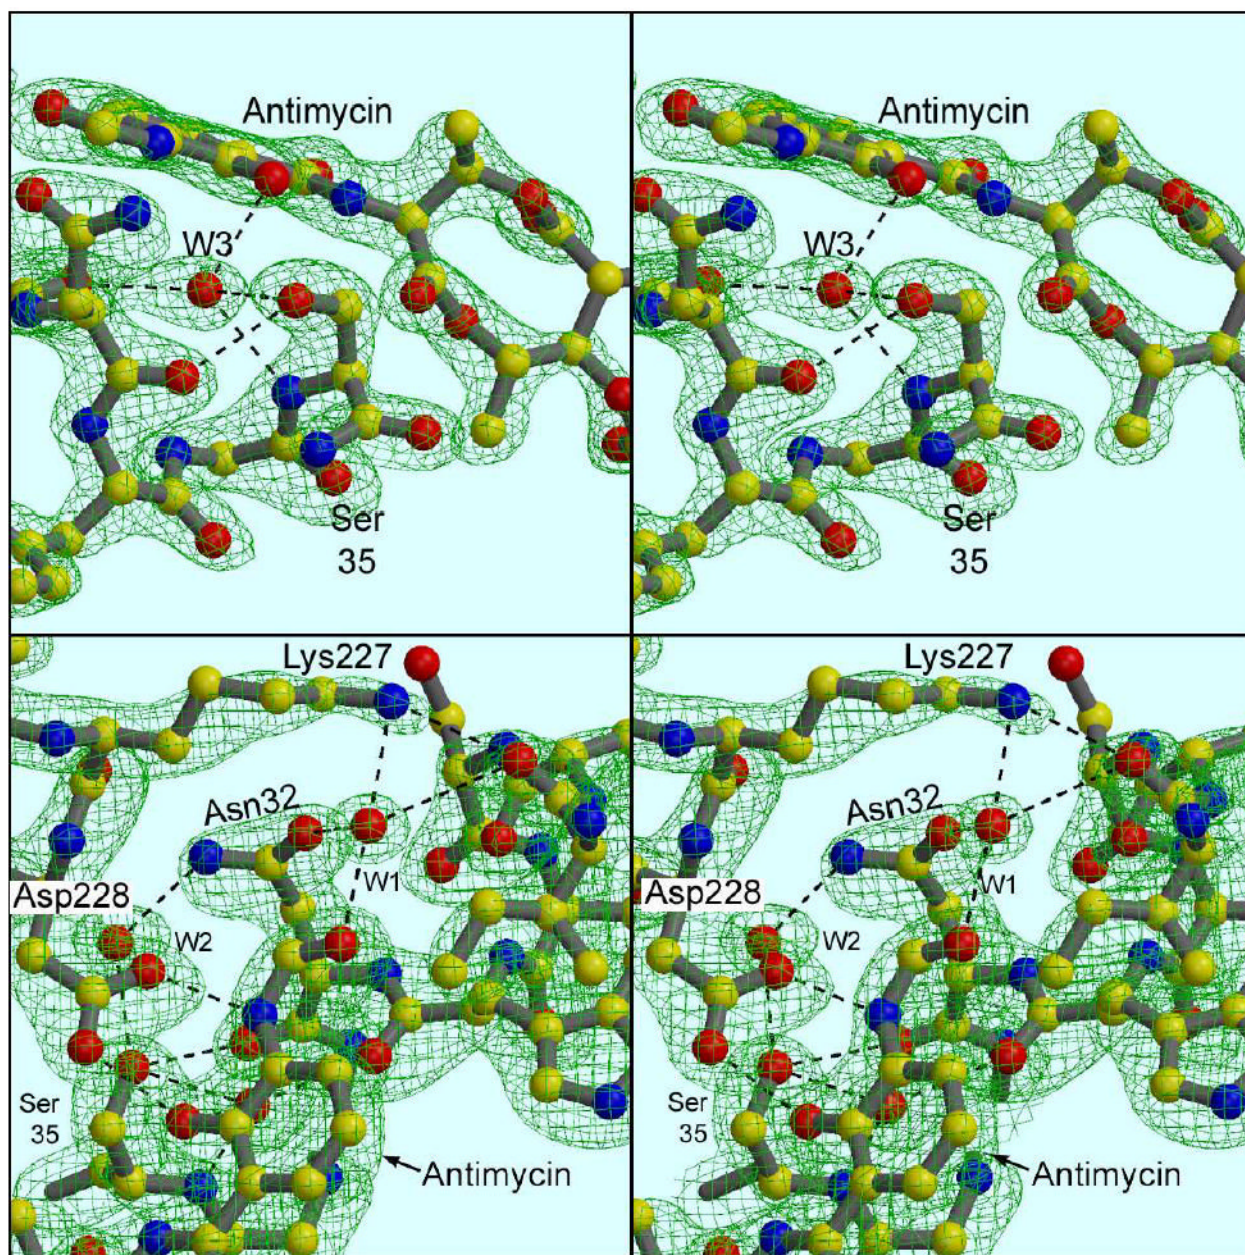 Antimycin
W3
Ser
35
Antimycin
W3
Ser
35
Lys227
Asn32
W1
Asp228
W2
Ser
35
Antimycin
Lys227
Asn32
W1
Asp228
W2
Ser
35
Antimycin